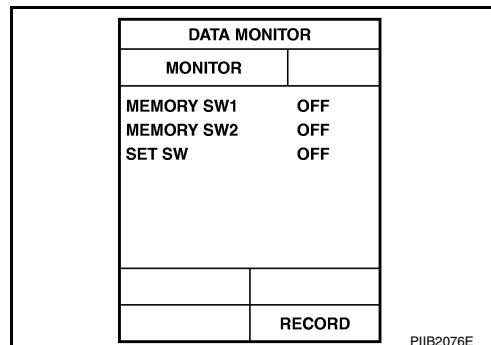 DATA MONITOR
MONITOR
MEMORY SW1 OFF
MEMORY SW2 OFF
SET SW OFF
RECORD
PIIB2076E